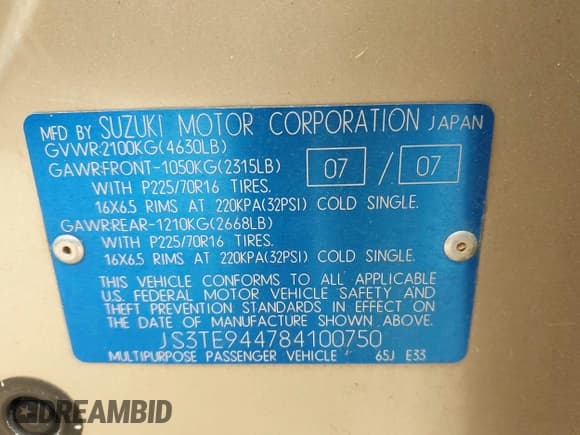 MFD BY SUZUKI MOTOR CORPORATION JAPAN
GVWR:2100KG(4630LB)
GAWR:FRONT-1050KG(2315LB) 07 / 07
WITH P225/70R16 TIRES.
16X6.5 RIMS AT 220KPA(32PSI) COLD SINGLE.
GAWR:REAR-1210KG(2668LB)
WITH P225/70R16 TIRES.
16X6.5 RIMS AT 220KPA(32PSI) COLD SINGLE.
THIS VEHICLE CONFORMS TO ALL APPLICABLE
U.S. FEDERAL MOTOR VEHICLE SAFETY AND
THEFT PREVENTION STANDARDS IN EFFECT ON
THE DATE OF MANUFACTURE SHOWN ABOVE.
JS3TE944784100750
MULTIPURPOSE PASSENGER VEHICLE 65J E33
DREAMBID